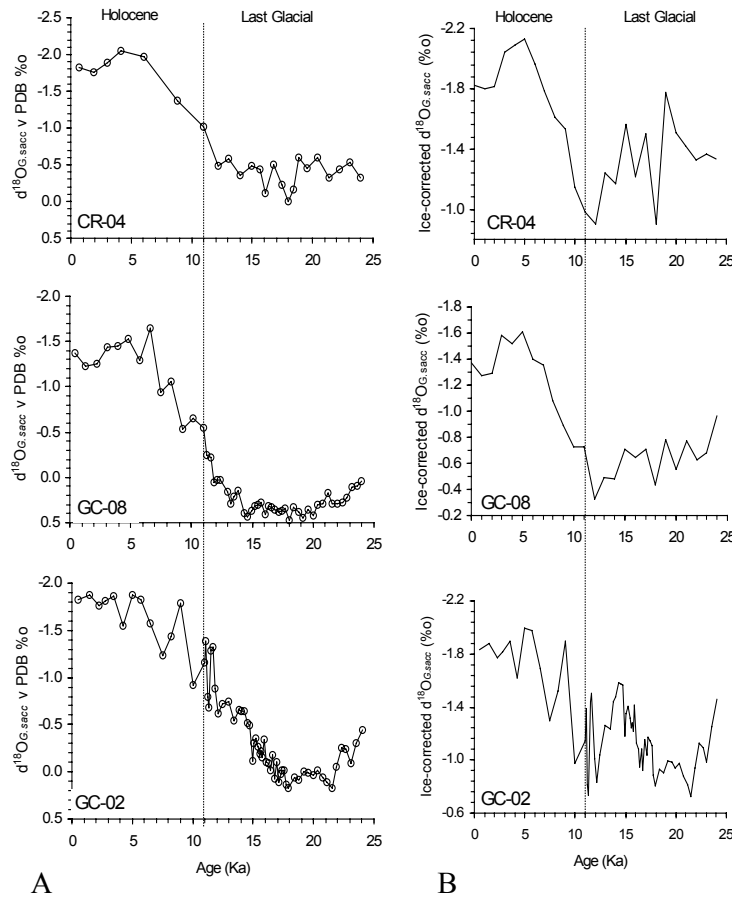 Holocene
Last Glacial
-2.0
-1.5
-1.0
-0.5
0.0
0.5
d18OG.sacc v PDB %o
CR-04
0 5 10 15 20 25
-2.0
-1.5
-1.0
-0.5
0.0
0.5
d18OG.sacc v PDB %o
GC-08
0 5 10 15 20 25
-2.0
-1.5
-1.0
-0.5
0.0
0.5
d18OG.sacc v PDB %o
GC-02
0 5 10 15 20 25
Age (Ka)
A
Holocene
Last Glacial
-2.2
-1.8
-1.4
-1.0
Ice-corrected d18OG.sacc (%o)
CR-04
0 5 10 15 20 25
-1.8
-1.6
-1.4
-1.2
-1.0
-0.8
-0.6
-0.4
-0.2
Ice-corrected d18OG.sacc (%o)
GC-08
0 5 10 15 20 25
-2.2
-1.8
-1.4
-1.0
-0.6
Ice-corrected d18OG.sacc (%o)
GC-02
0 5 10 15 20 25
Age (Ka)
B